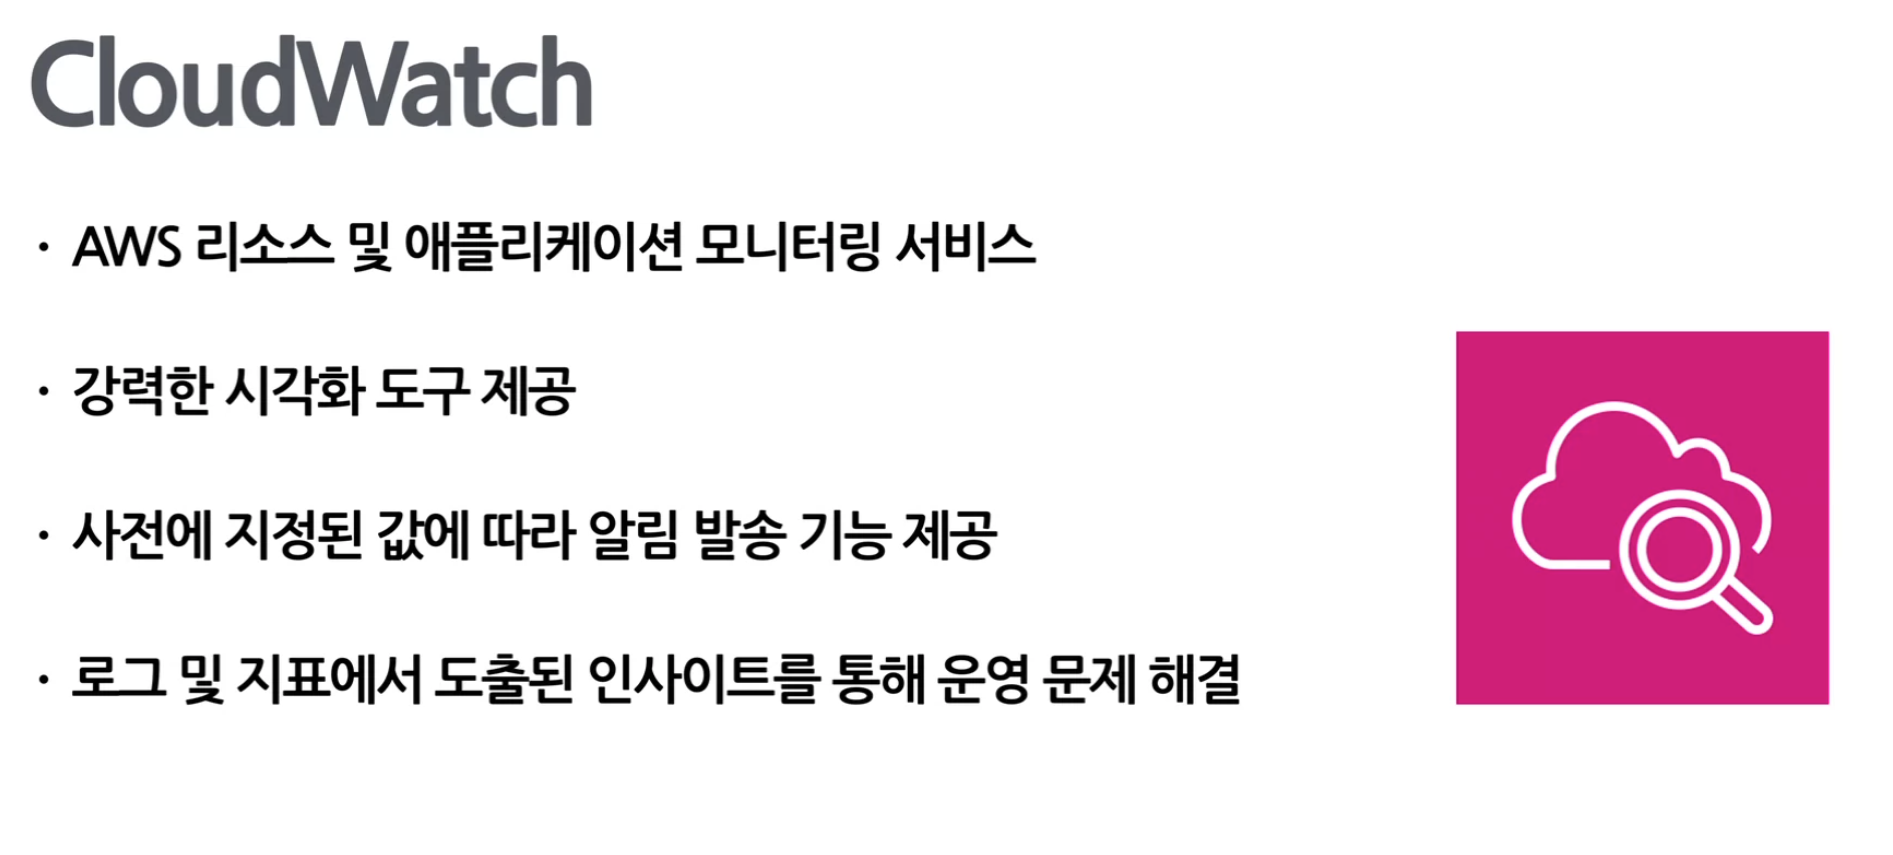 CloudWatch
· AWS 리소스 및 애플리케이션 모니터링 서비스
· 강력한 시각화 도구 제공
· 사전에 지정된 값에 따라 알림 발송 기능 제공
· 로그 및 지표에서 도출된 인사이트를 통해 운영 문제 해결